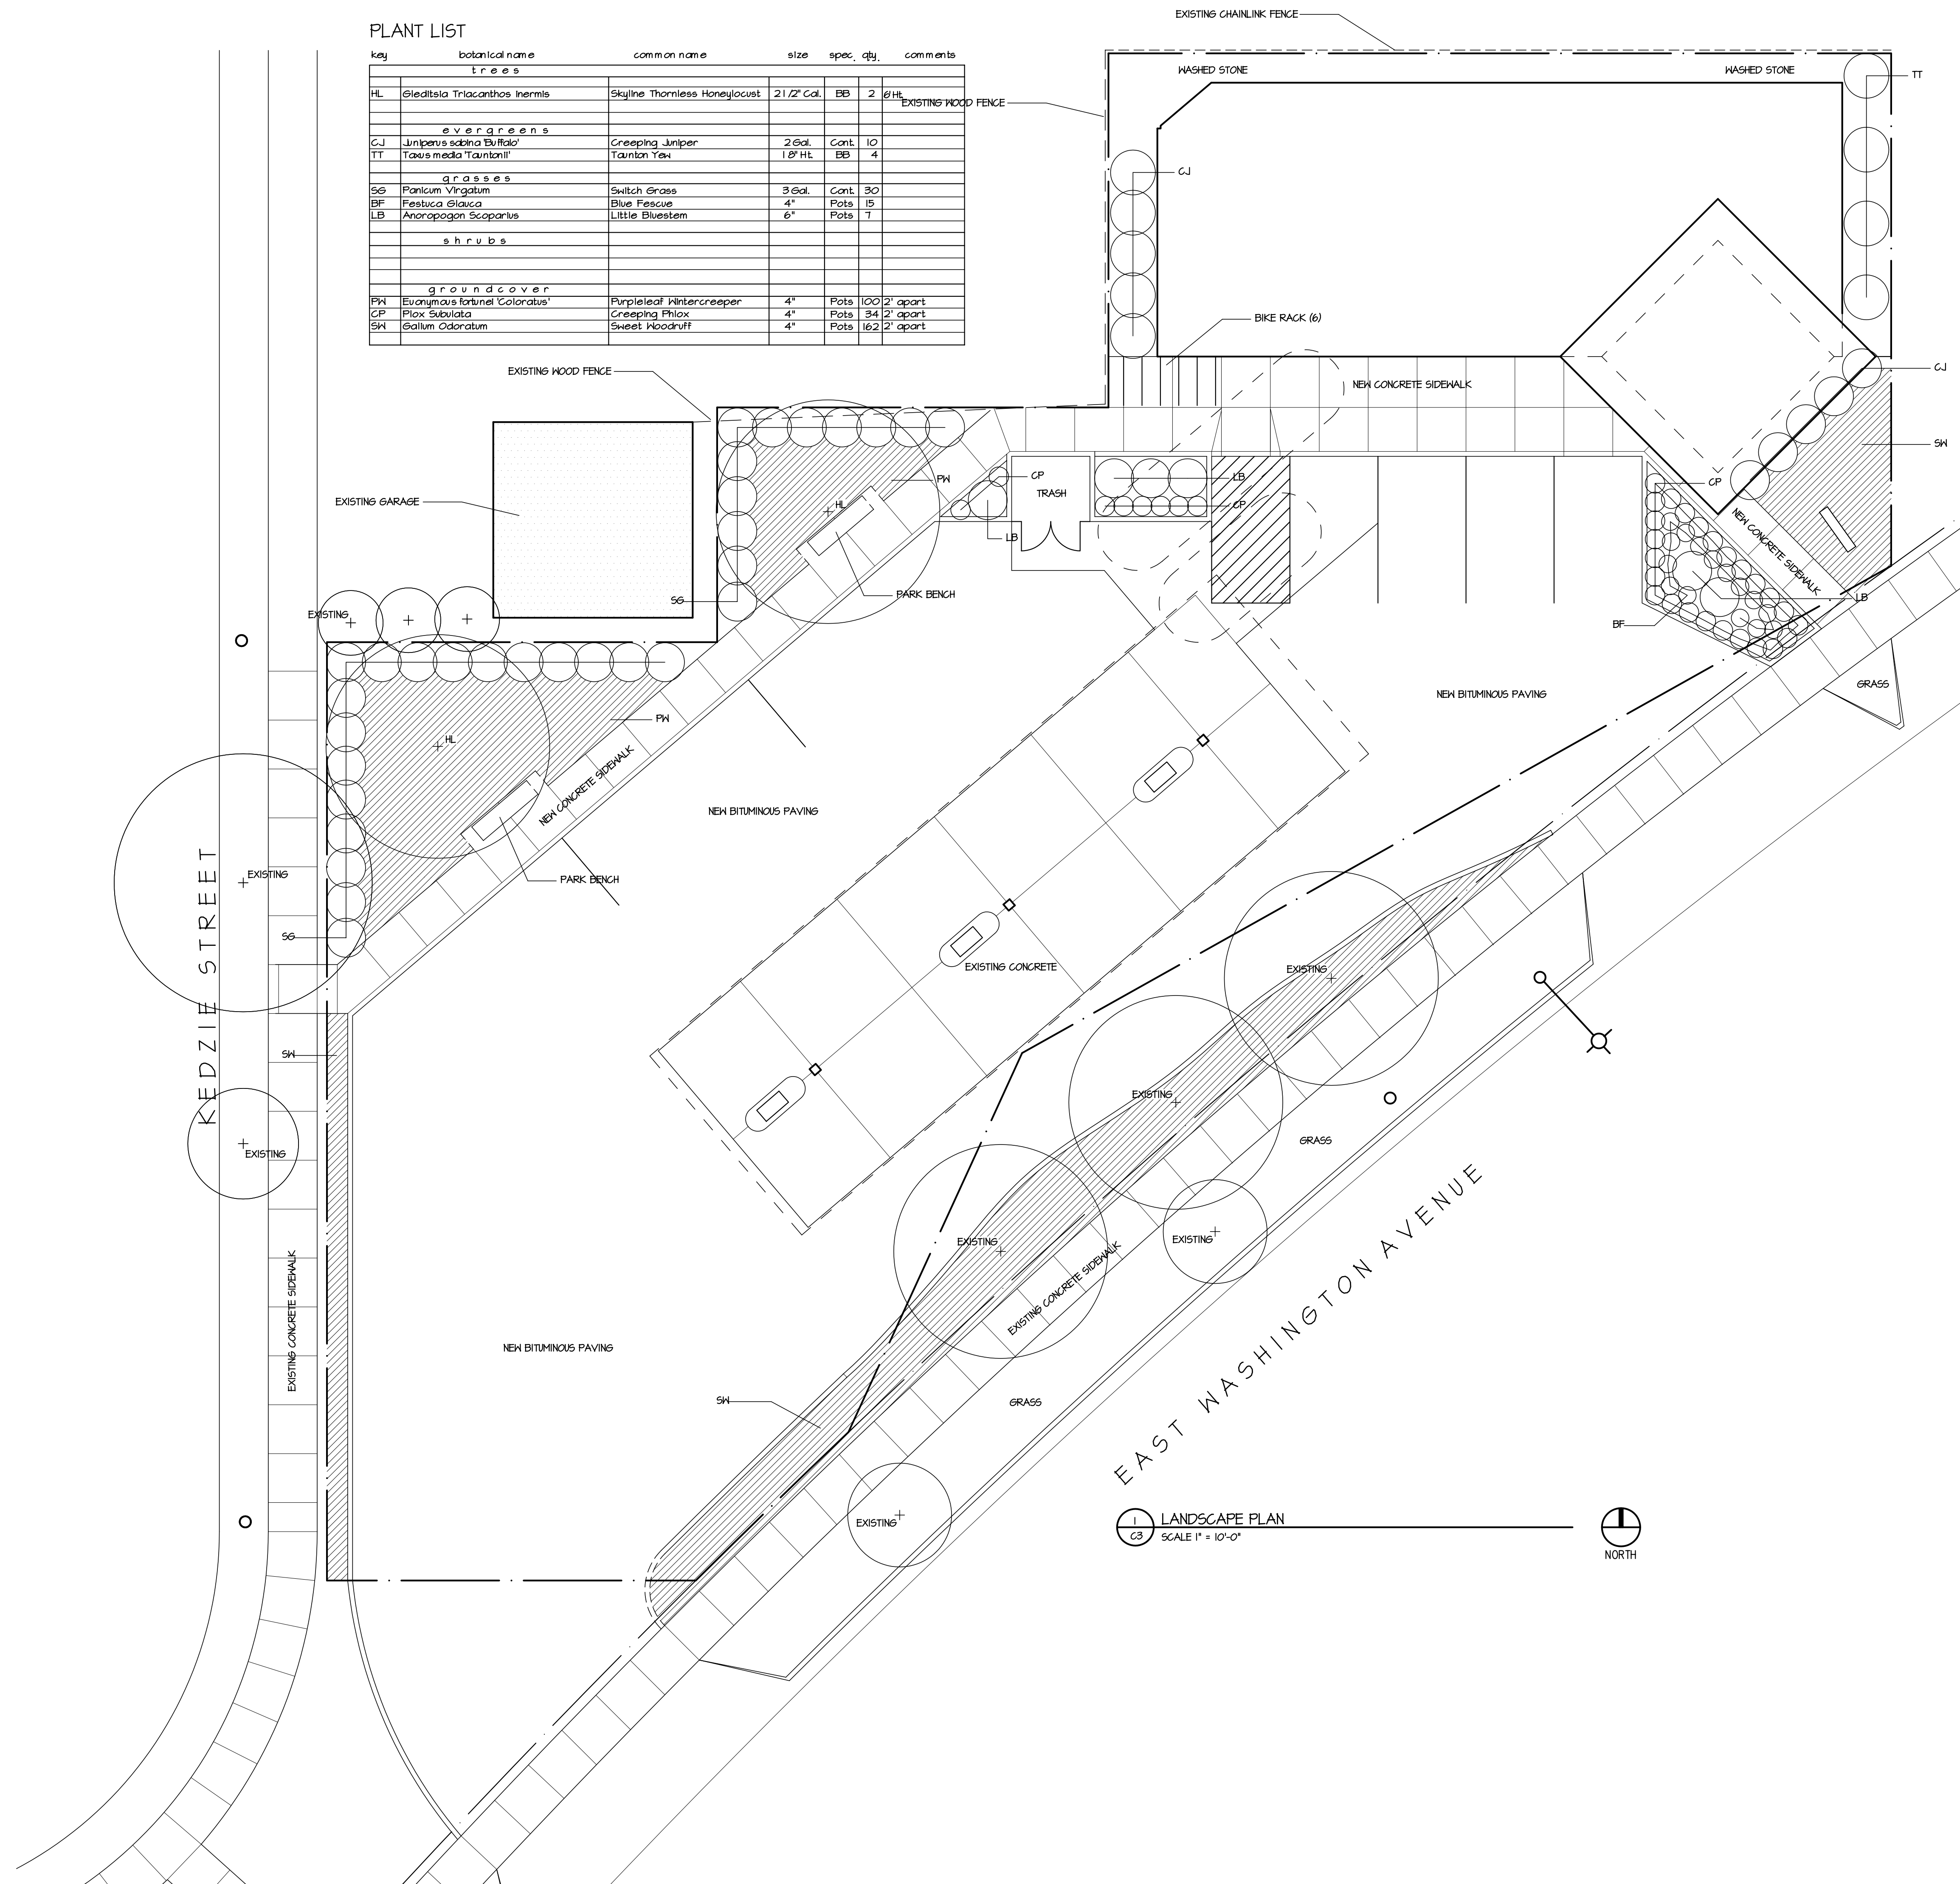 PLANT LIST
key botanical name common name size spec. qty. comments
trees
HL Gleditsia Triacanthos Inermis Skyline Thornless Honeylocust 2 1/2" Cal. BB 2 6' Ht.
evergreens
CJ Juniperus sabina 'Buffalo' Creeping Juniper 2 Gal. Cont. 10
TT Taxus media 'Tauntonii' Taunton Yew 18" Ht. BB 4
grasses
SG Panicum Virgatum Switch Grass 3 Gal. Cont. 30
BF Festuca Glauca Blue Fescue 4" Pots 15
LB Anoropogon Scoparius Little Bluestem 6" Pots 7
shrubs
groundcover
PW Euonymous fortunei 'Coloratus' Purpleleaf Wintercreeper 4" Pots 100 2' apart
CP Plox Subulata Creeping Phlox 4" Pots 34 2' apart
SW Galium Odoratum Sweet Woodruff 4" Pots 162 2' apart
EXISTING CHAINLINK FENCE
WASHED STONE
WASHED STONE
TT
EXISTING WOOD FENCE
CJ
BIKE RACK (6)
EXISTING WOOD FENCE
NEW CONCRETE SIDEWALK
CJ
SW
EXISTING GARAGE
PW
HL
CP
TRASH
LB
CP
CP
LB
NEW CONCRETE SIDEWALK
LB
BF
SG
PARK BENCH
EXISTING
GRASS
NEW BITUMINOUS PAVING
PW
HL
NEW CONCRETE SIDEWALK
NEW BITUMINOUS PAVING
PARK BENCH
EXISTING
SG
KEDZIE STREET
EXISTING CONCRETE
EXISTING
SW
EXISTING
EXISTING
GRASS
EXISTING
EXISTING
EXISTING CONCRETE SIDEWALK
EXISTING CONCRETE SIDEWALK
NEW BITUMINOUS PAVING
SW
GRASS
EAST WASHINGTON AVENUE
EXISTING
1
C3
LANDSCAPE PLAN
SCALE 1" = 10'-0"
NORTH